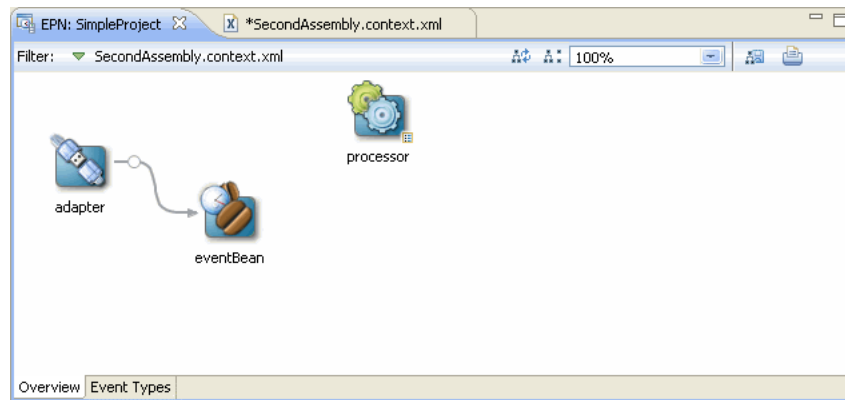 EPN: SimpleProject *SecondAssembly.context.xml
Filter: SecondAssembly.context.xml 100%
processor
adapter
eventBean
Overview Event Types